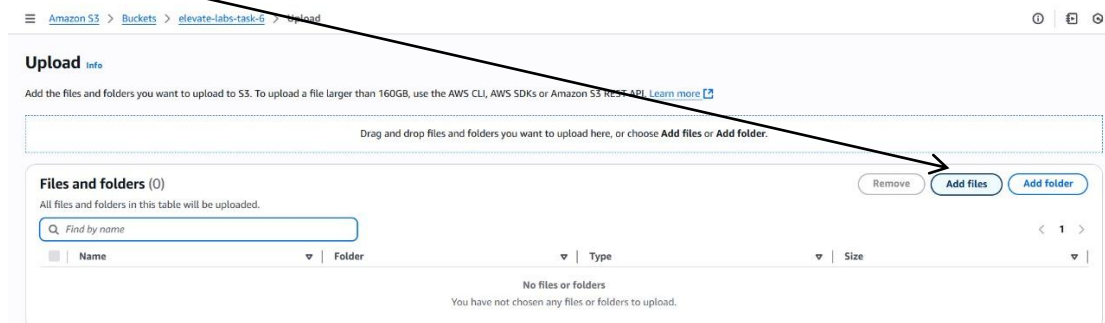 Amazon S3 > Buckets > elevate-labs-task-6 > Upload
Upload Info
Add the files and folders you want to upload to S3. To upload a file larger than 160GB, use the AWS CLI, AWS SDKs or Amazon S3 REST API. Learn more
Drag and drop files and folders you want to upload here, or choose Add files or Add folder.
Files and folders (0)
Remove Add files Add folder
All files and folders in this table will be uploaded.
Find by name
< 1 >
Name Folder Type Size
No files or folders
You have not chosen any files or folders to upload.